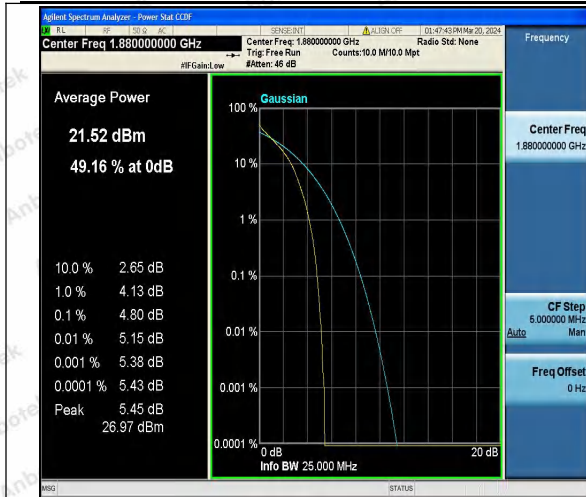 Agilent Spectrum Analyzer - Power Stat CCDF
LXI RL RF 50 Ω AC SENSE:INT ALIGN OFF 01:47:43 PM Mar 20, 2024
Center Freq 1.880000000 GHz Center Freq: 1.880000000 GHz Radio Std: None
Trig: Free Run Counts:10.0 M/10.0 Mpt
#IFGain:Low #Atten: 46 dB
Frequency
Average Power
21.52 dBm
49.16 % at 0dB
10.0 % 2.65 dB
1.0 % 4.13 dB
0.1 % 4.80 dB
0.01 % 5.15 dB
0.001 % 5.38 dB
0.0001 % 5.43 dB
Peak 5.45 dB
26.97 dBm
100 % Gaussian
10 %
1 %
0.1 %
0.01 %
0.001 %
0.0001 %
0 dB 20 dB
Info BW 25.000 MHz
Center Freq
1.880000000 GHz
CF Step
5.000000 MHz
Auto Man
Freq Offset
0 Hz
MSG STATUS